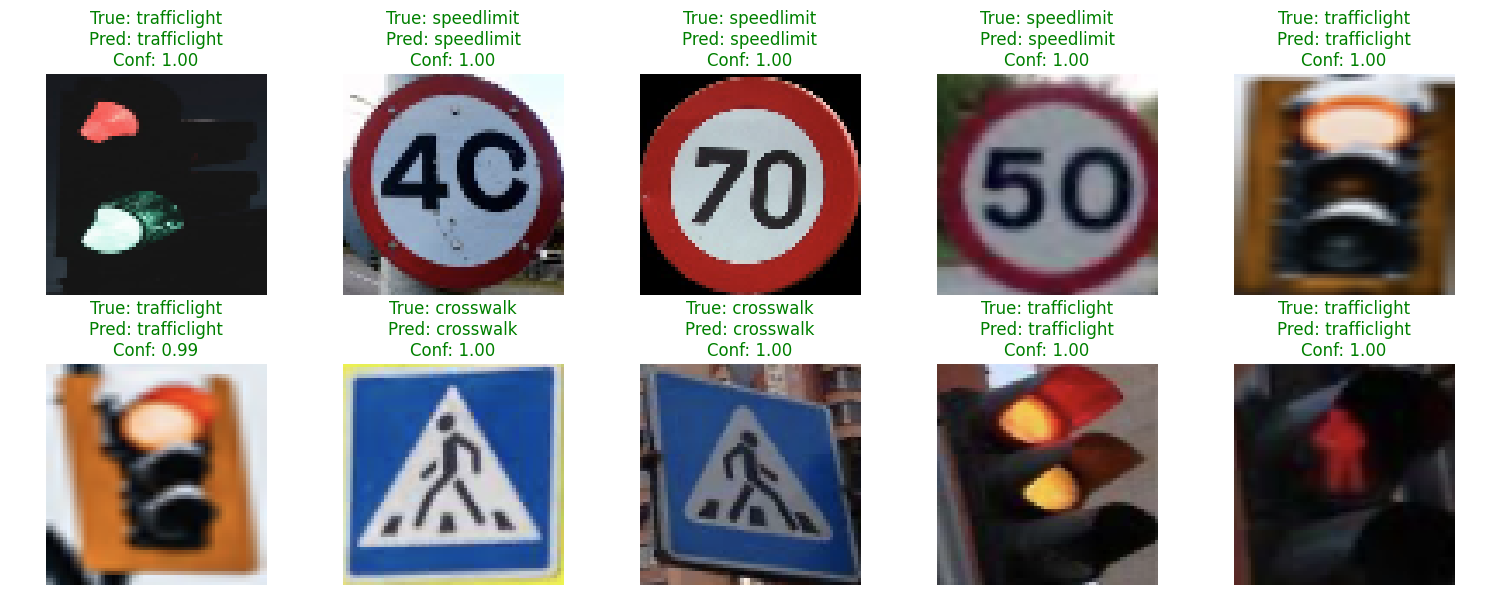 True: trafficlight
Pred: trafficlight
Conf: 1.00
True: speedlimit
Pred: speedlimit
Conf: 1.00
True: speedlimit
Pred: speedlimit
Conf: 1.00
True: speedlimit
Pred: speedlimit
Conf: 1.00
True: trafficlight
Pred: trafficlight
Conf: 1.00
4C
70
50
True: trafficlight
Pred: trafficlight
Conf: 0.99
True: crosswalk
Pred: crosswalk
Conf: 1.00
True: crosswalk
Pred: crosswalk
Conf: 1.00
True: trafficlight
Pred: trafficlight
Conf: 1.00
True: trafficlight
Pred: trafficlight
Conf: 1.00